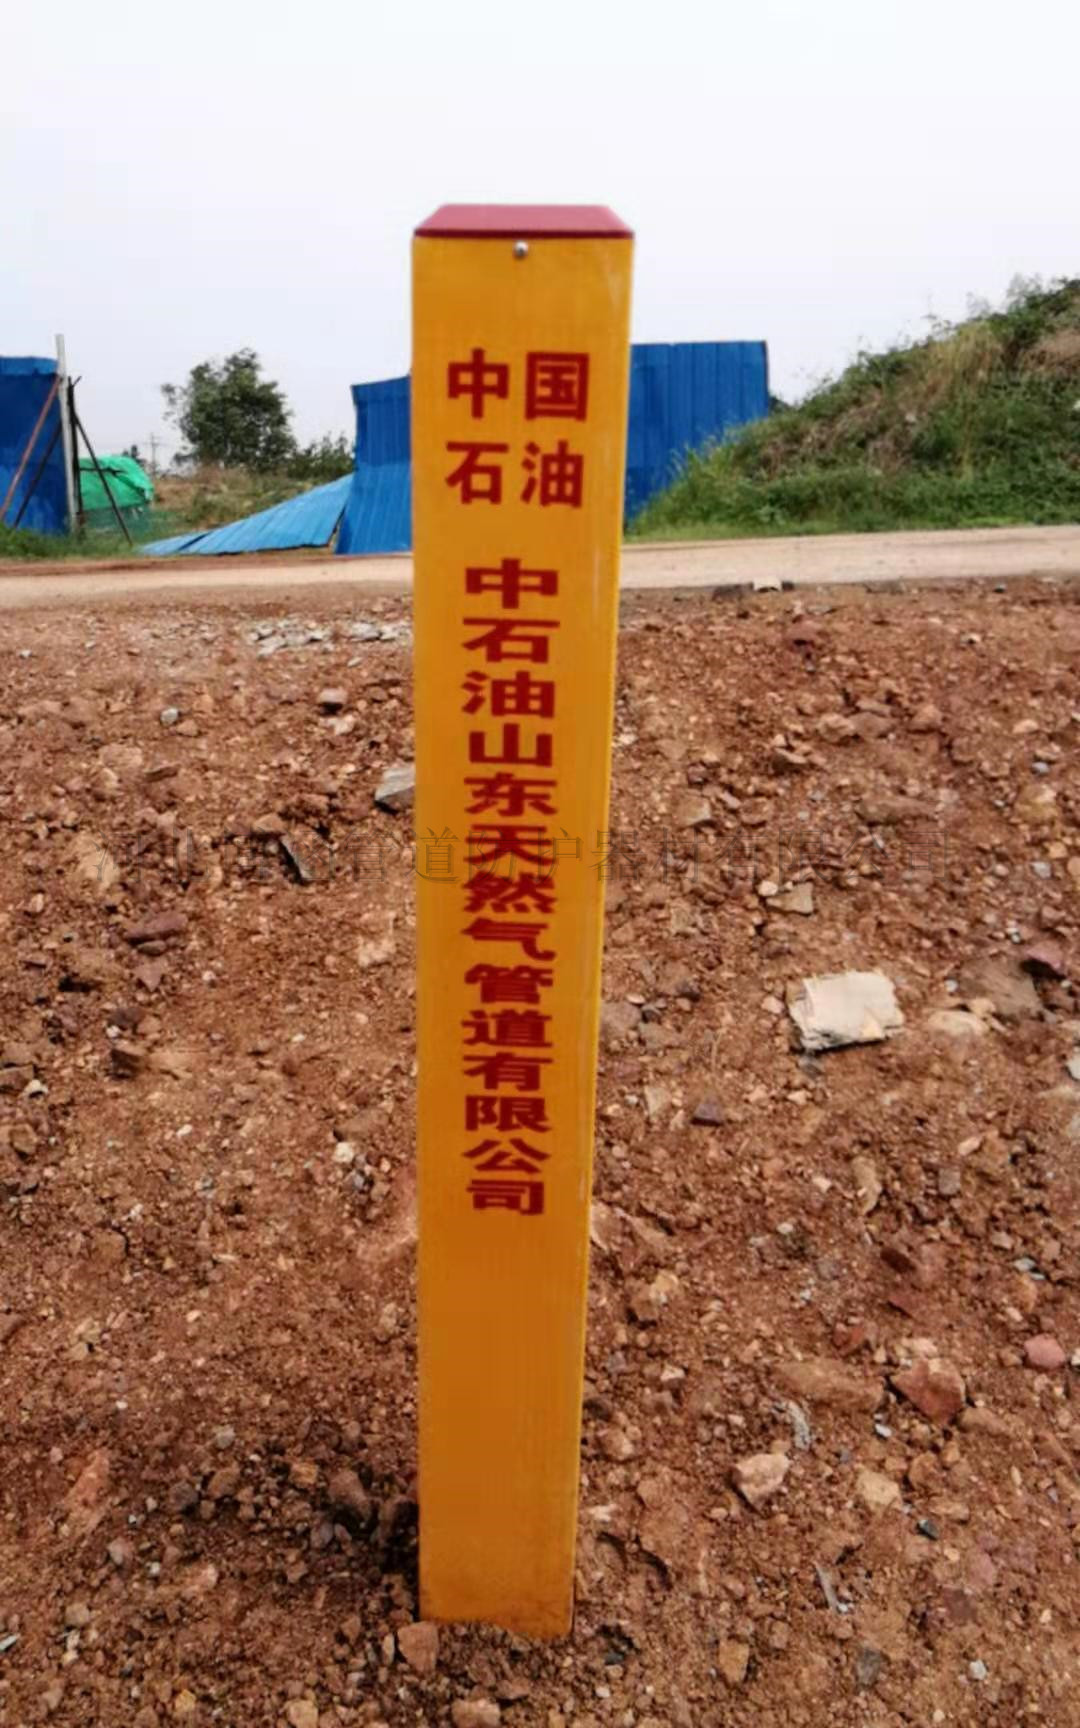 中国
石油
中石油山东天然气管道有限公司